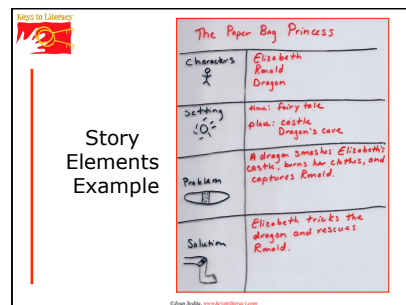 Keys to Literacy
Story
Elements
Example
The Paper Bag Princess
Characters
Elizabeth
Ronald
Dragon
Setting
time: fairy tale
place: castle
Dragon's cave
Problem
A dragon smashes Elizabeth's
castle, burns her clothes, and
captures Ronald.
Solution
Elizabeth tricks the
dragon and rescues
Ronald.
©Joan Sedita, www.keystoliteracy.com